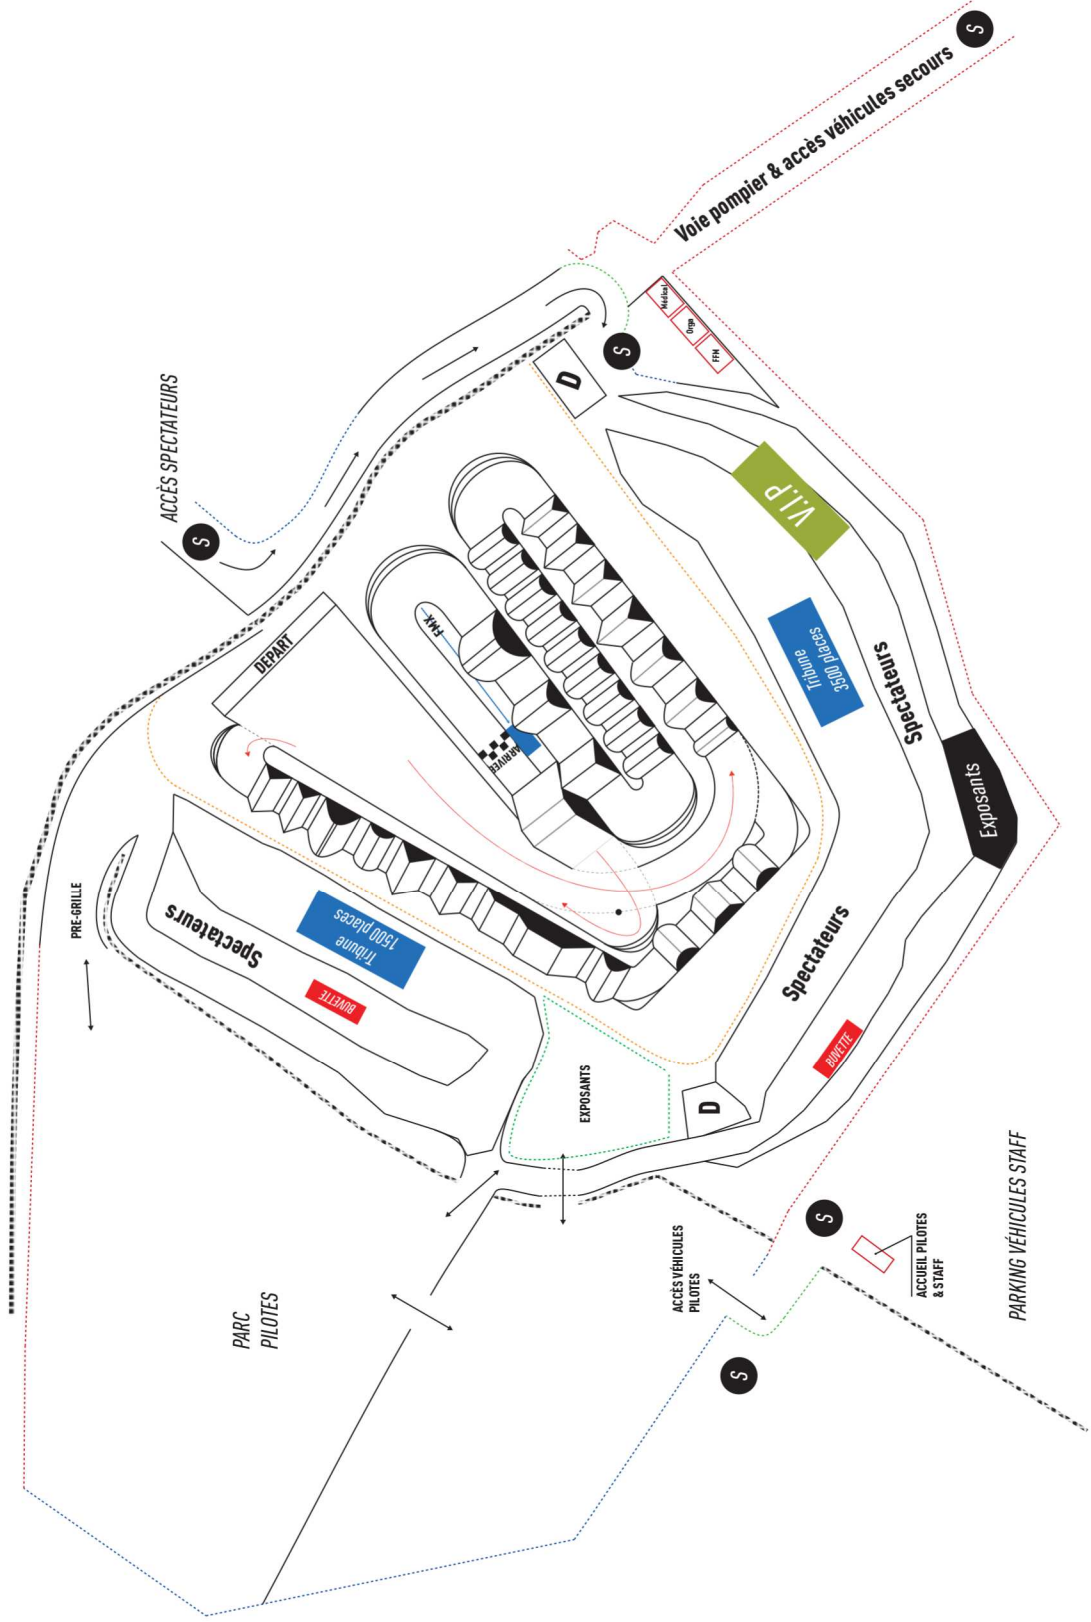 S
Voie pompier & accès véhicules secours
ACCÈS SPECTATEURS
S
Médical
Orga
FFM
S
D
V.I.P
DEPART
FMX
ARRIVEE
Tribune
3500 places
Spectateurs
Exposants
PRE-GRILLE
Spectateurs
Tribune
1500 places
BUVETTE
Spectateurs
BUVETTE
EXPOSANTS
D
PARC
PILOTES
ACCÈS VÉHICULES
PILOTES
S
S
ACCUEIL PILOTES
& STAFF
PARKING VÉHICULES STAFF